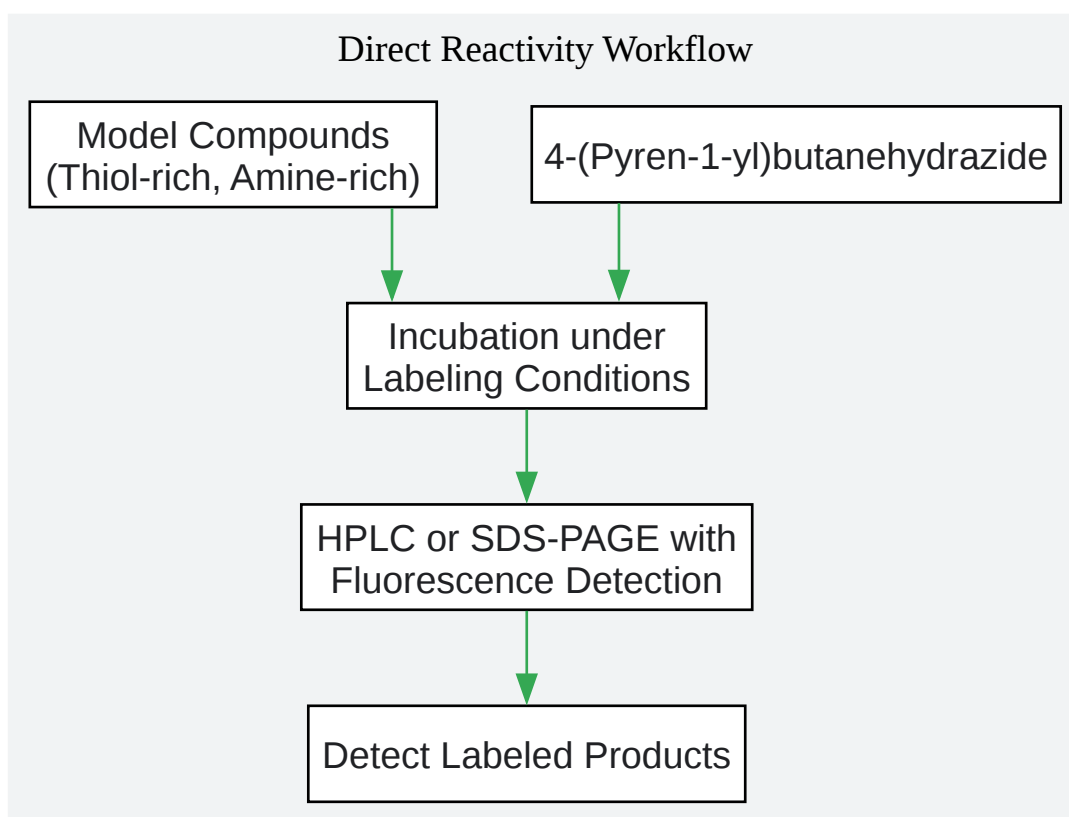 Direct Reactivity Workflow
Model Compounds
(Thiol-rich, Amine-rich)
4-(Pyren-1-yl)butanehydrazide
Incubation under
Labeling Conditions
HPLC or SDS-PAGE with
Fluorescence Detection
Detect Labeled Products